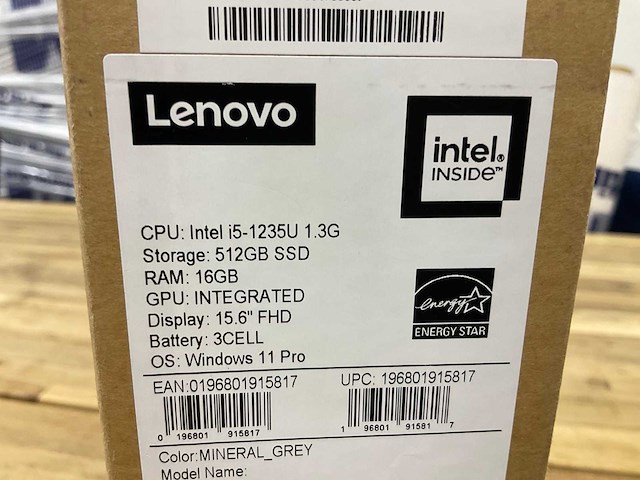 Lenovo
intel.
INSIDE™
CPU: Intel i5-1235U 1.3G
Storage: 512GB SSD
RAM: 16GB
GPU: INTEGRATED
Display: 15.6" FHD
Battery: 3CELL
OS: Windows 11 Pro
energy
ENERGY STAR
EAN:0196801915817
UPC: 196801915817
0 196801 915817
1 96801 91581 7
Color:MINERAL_GREY
Model Name: